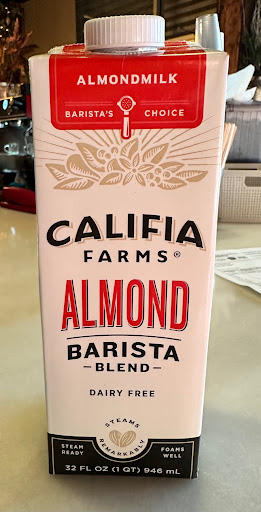 ALMONDMILK
BARISTA'S CHOICE
CALIFIA
FARMS®
ALMOND
BARISTA
-BLEND-
DAIRY FREE
STEAMS
REMARKABLY
STEAM READY
FOAMS WELL
32 FL OZ (1 QT) 946 mL